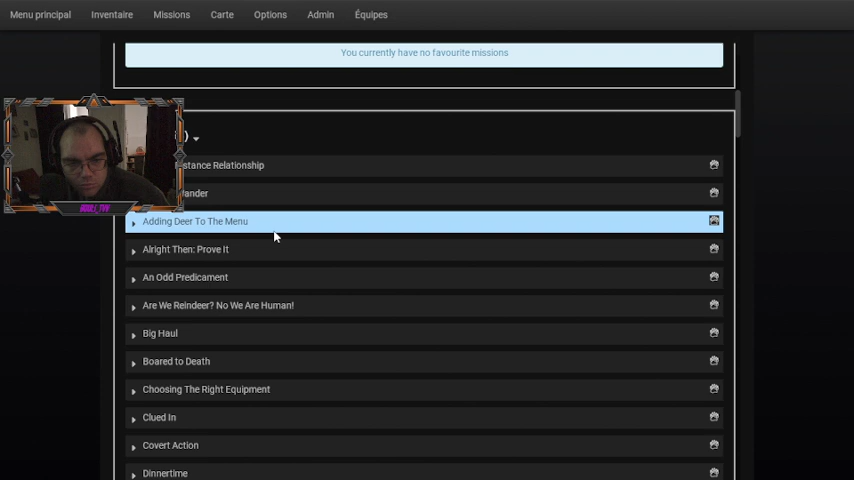 Menu principal Inventaire Missions Carte Options Admin Équipes
You currently have no favourite missions
)
stance Relationship
ander
Adding Deer To The Menu
Alright Then: Prove It
An Odd Predicament
Are We Reindeer? No We Are Human!
Big Haul
Boared to Death
Choosing The Right Equipment
Clued In
Covert Action
Dinnertime